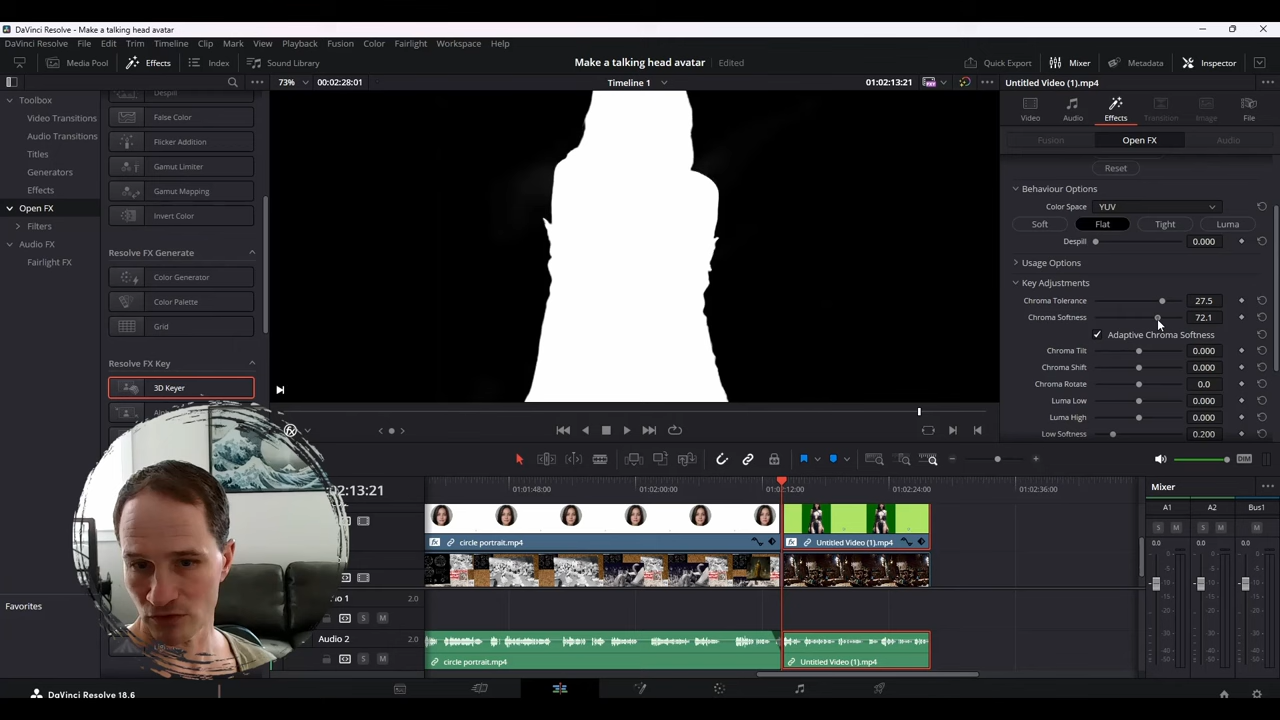 DaVinci Resolve - Make a talking head avatar
DaVinci Resolve File Edit Trim Timeline Clip Mark View Playback Fusion Color Fairlight Workspace Help
Media Pool Effects Index Sound Library Make a talking head avatar Edited Quick Export Mixer Metadata Inspector
73% 00:02:28:01 Timeline 1 01:02:13:21 Untitled Video (1).mp4
Toolbox
Video Transitions
Audio Transitions
Titles
Generators
Effects
Open FX
Filters
Audio FX
Fairlight FX
Favorites
Despill
False Color
Flicker Addition
Gamut Limiter
Gamut Mapping
Invert Color
Resolve FX Generate
Color Generator
Color Palette
Grid
Resolve FX Key
3D Keyer
Video Audio Effects Transition Image File
Fusion Open FX Audio
Reset
Behaviour Options
Color Space YUV
Soft Flat Tight Luma
Despill 0.000
Usage Options
Key Adjustments
Chroma Tolerance 27.5
Chroma Softness 72.1
Adaptive Chroma Softness
Chroma Tilt 0.000
Chroma Shift 0.000
Chroma Rotate 0.0
Luma Low 0.000
Luma High 0.000
Low Softness 0.200
DIM
02:13:21 01:01:48:00 01:02:00:00 01:02:12:00 01:02:24:00 01:02:36:00
circle portrait.mp4 Untitled Video (1).mp4
2.0
Audio 2 2.0
S M
S M
circle portrait.mp4 Untitled Video (1).mp4
Mixer
A1 A2 Bus1
S M S M S M
0.0 0.0 0.0
DaVinci Resolve 18.6